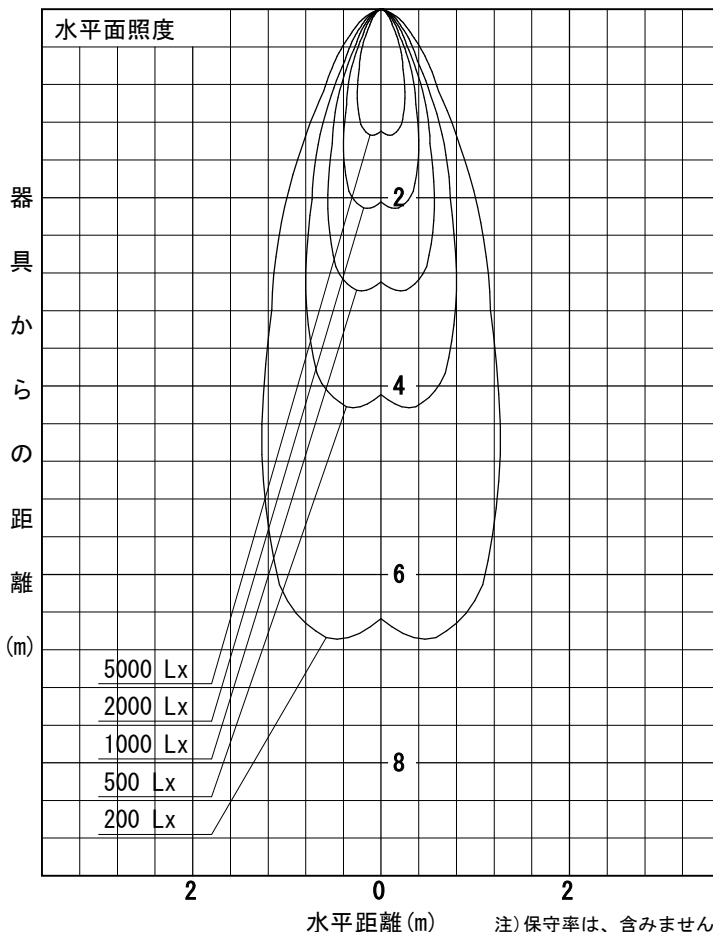 水平面照度
器具からの距離(m)
2
4
6
8
5000 Lx
2000 Lx
1000 Lx
500 Lx
200 Lx
2
0
2
水平距離(m)
注)保守率は、含みません